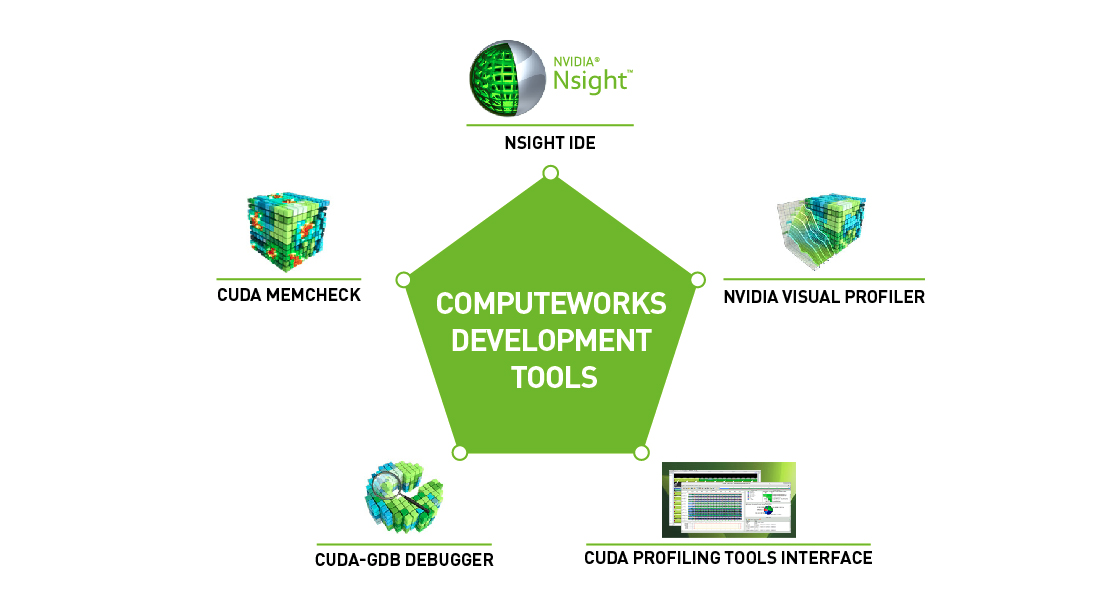 NVIDIA®
Nsight™
NSIGHT IDE
CUDA MEMCHECK
NVIDIA VISUAL PROFILER
COMPUTEWORKS
DEVELOPMENT
TOOLS
CUDA-GDB DEBUGGER
CUDA PROFILING TOOLS INTERFACE